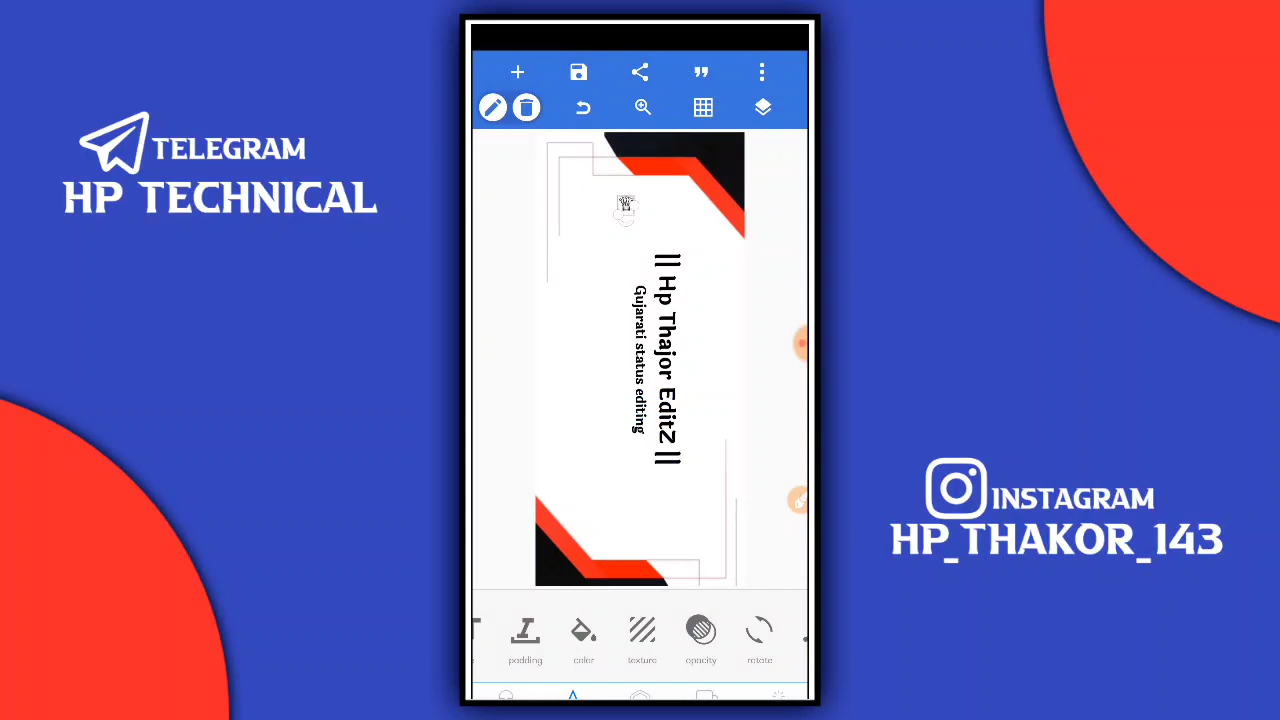 TELEGRAM
HP TECHNICAL
|| Hp Thajor EditZ ||
Gujarati status editing
INSTAGRAM
HP_THAKOR_143
padding
color
texture
opacity
rotate